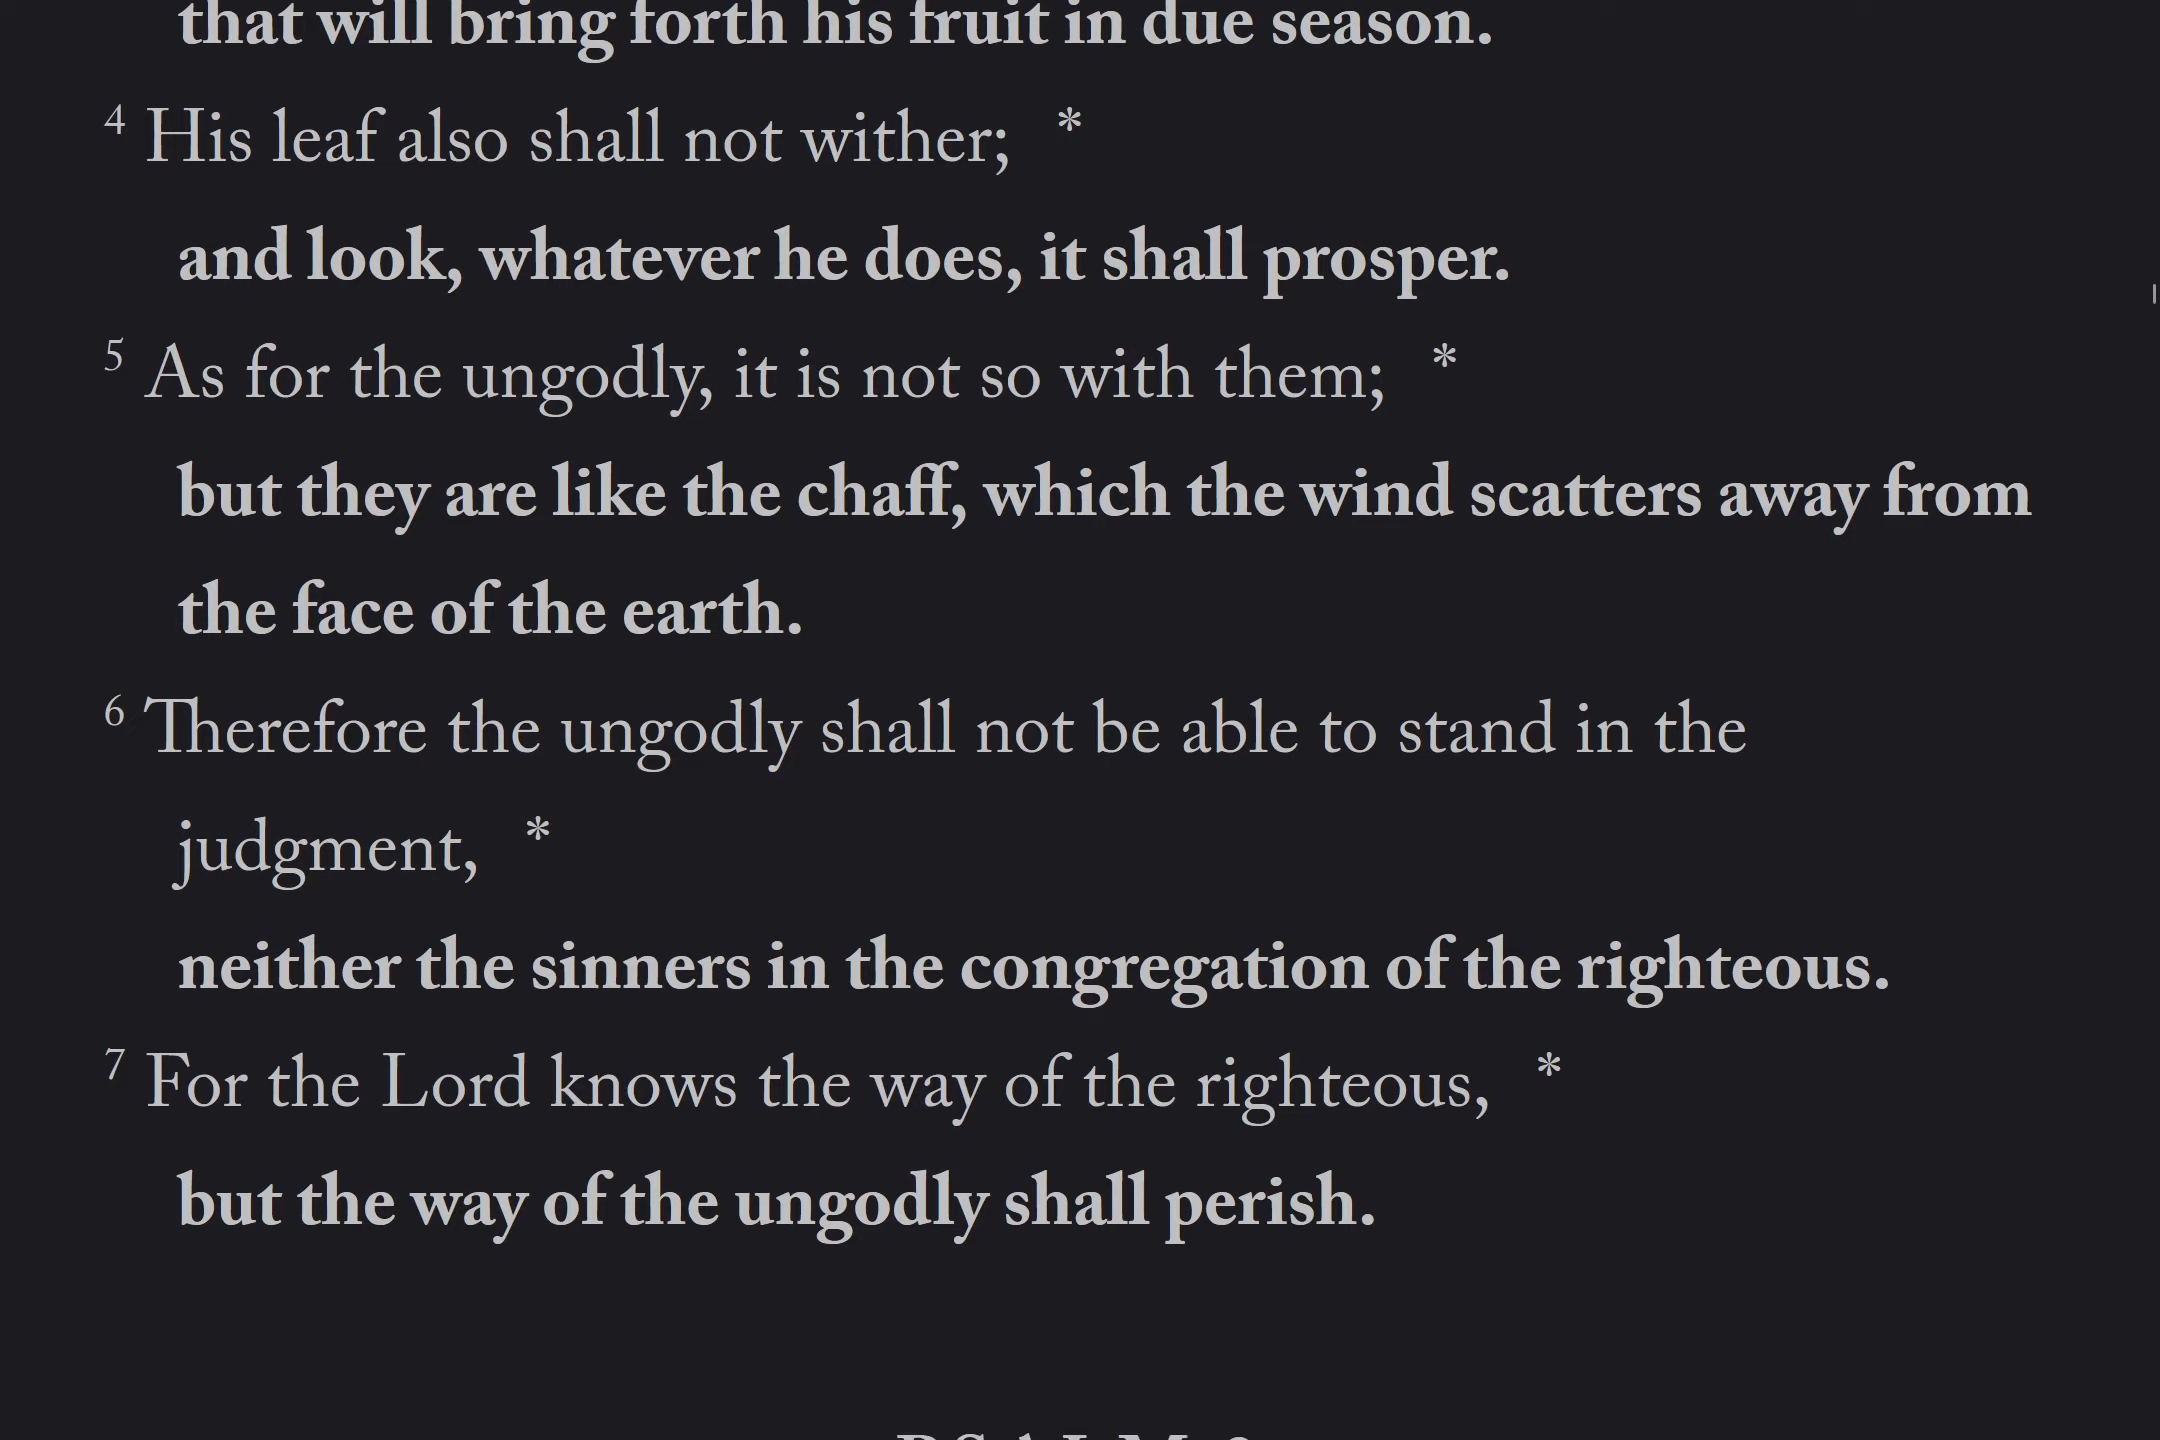 that will bring forth his fruit in due season.
4 His leaf also shall not wither; *
and look, whatever he does, it shall prosper.
5 As for the ungodly, it is not so with them; *
but they are like the chaff, which the wind scatters away from
the face of the earth.
6 Therefore the ungodly shall not be able to stand in the
judgment, *
neither the sinners in the congregation of the righteous.
7 For the Lord knows the way of the righteous, *
but the way of the ungodly shall perish.
PSALM